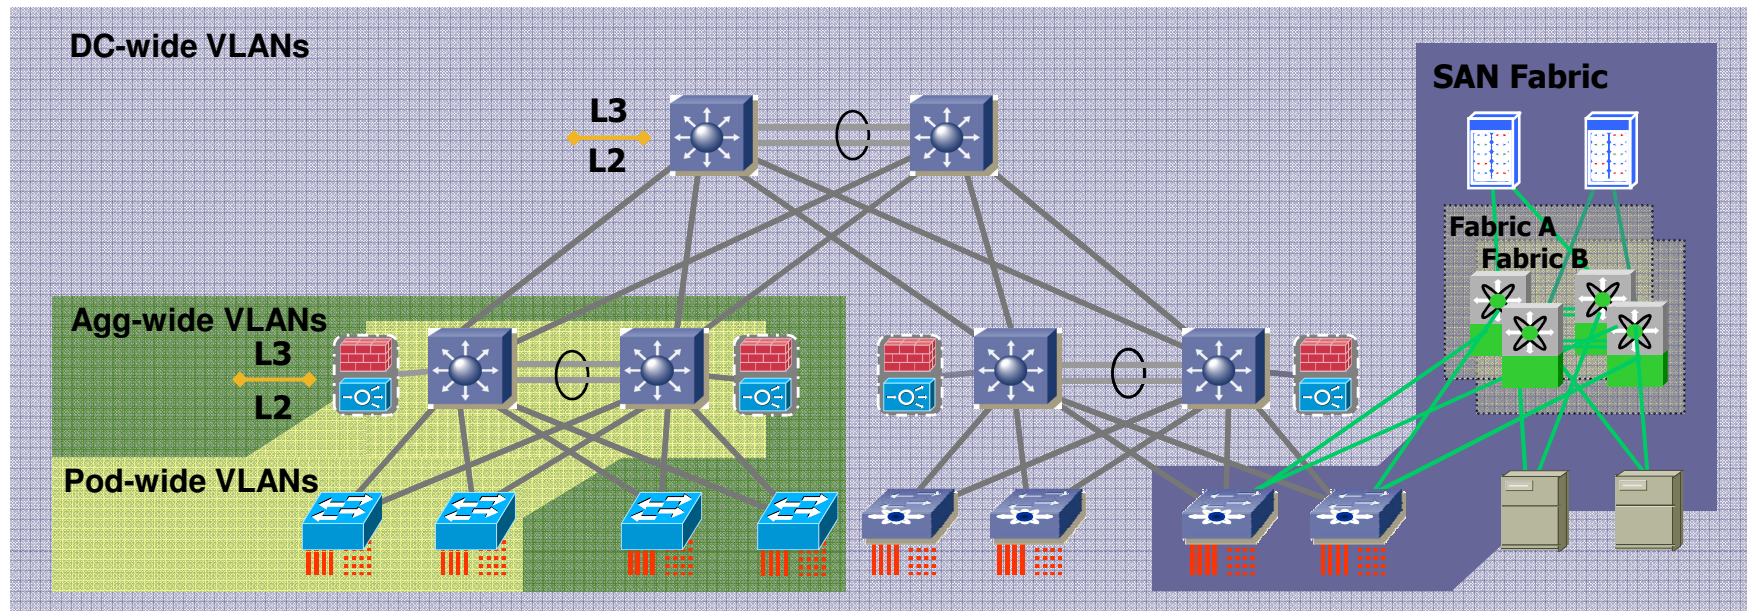 DC-wide VLANs
SAN Fabric
L3
L2
Fabric A
Fabric B
Agg-wide VLANs
L3
L2
Pod-wide VLANs